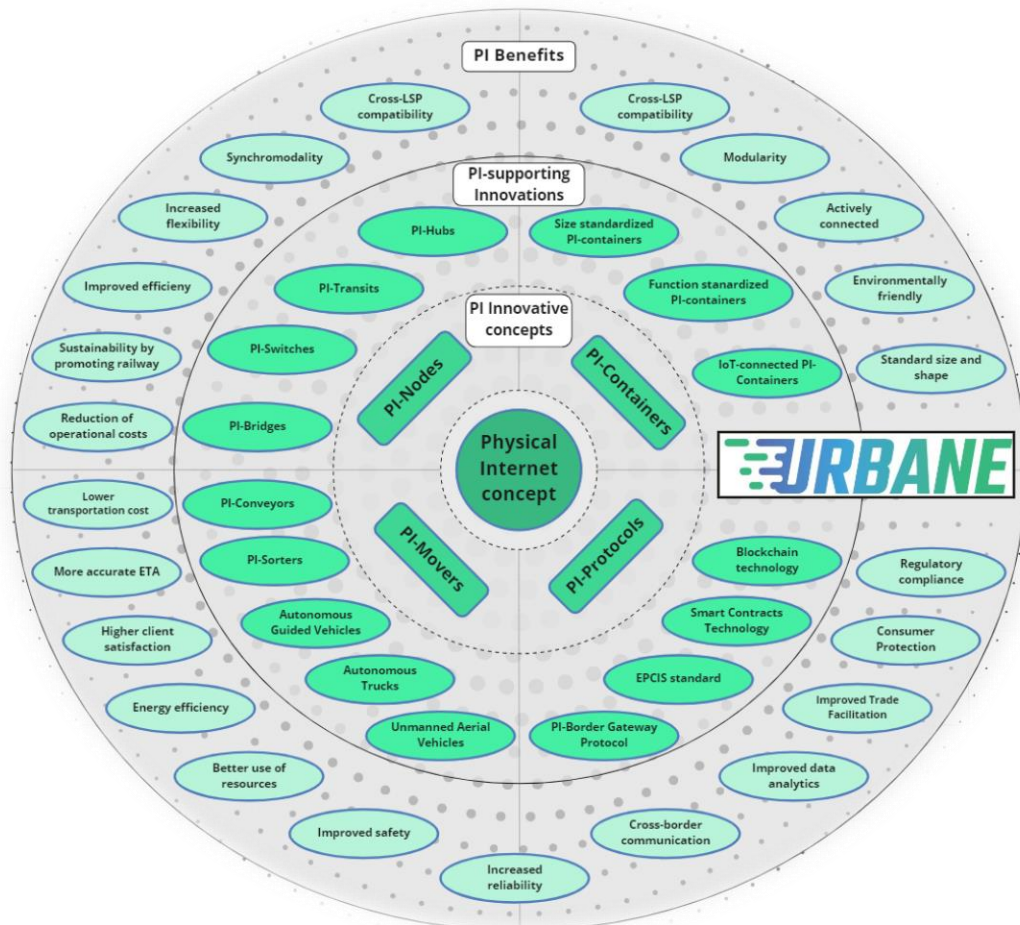 PI Benefits
Cross-LSP
compatibility
Cross-LSP
compatibility
Synchromodality
Modularity
PI-supporting
Innovations
Increased
flexibility
Actively
connected
PI-Hubs
Size standardized
PI-containers
Improved efficieny
PI-Transits
Function stanardized
PI-containers
Environmentally
friendly
PI Innovative
concepts
Sustainability by
promoting railway
PI-Switches
PI-Nodes
PI-Containers
IoT-connected PI-
Containers
Standard size and
shape
Reduction of
operational costs
PI-Bridges
Physical
Internet
concept
URBANE
Lower
transportation cost
PI-Conveyors
More accurate ETA
PI-Sorters
PI-Movers
PI-Protocols
Blockchain
technology
Regulatory
compliance
Higher client
satisfaction
Autonomous
Guided Vehicles
Smart Contracts
Technology
Consumer
Protection
Energy efficiency
Autonomous
Trucks
EPCIS standard
Improved Trade
Facilitation
Unmanned Aerial
Vehicles
PI-Border Gateway
Protocol
Better use of
resources
Improved data
analytics
Improved safety
Cross-border
communication
Increased
reliability